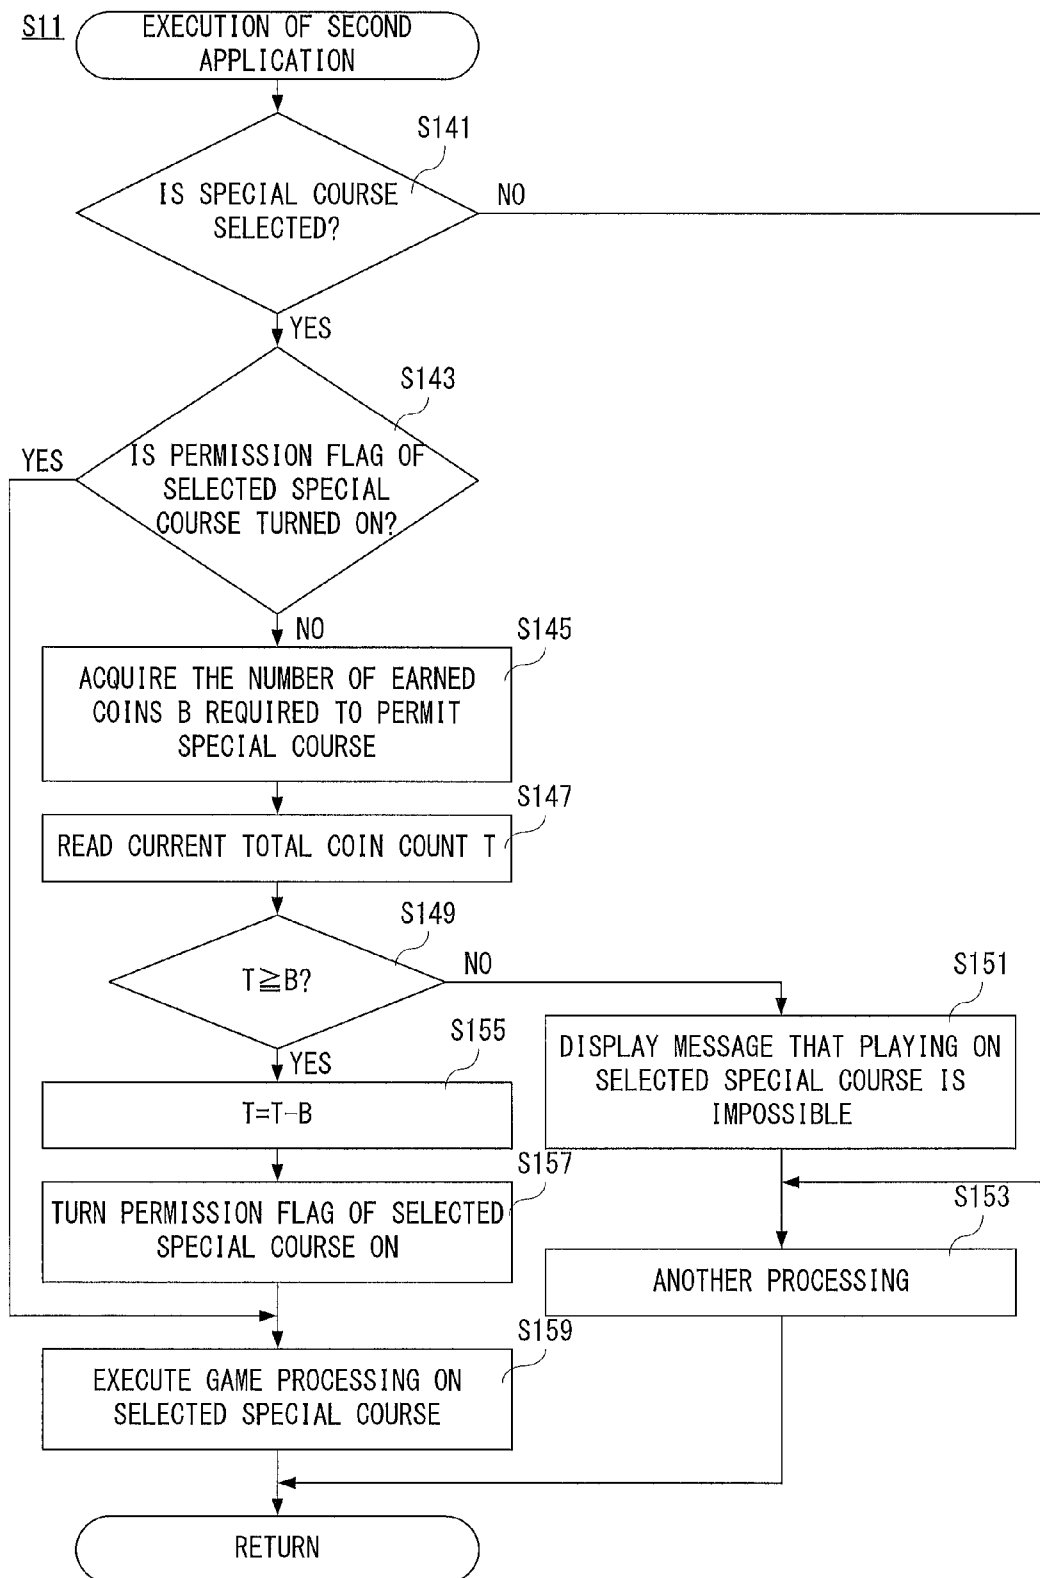 S11
EXECUTION OF SECOND
APPLICATION
S141
IS SPECIAL COURSE
SELECTED?
NO
YES
S143
YES
IS PERMISSION FLAG OF
SELECTED SPECIAL
COURSE TURNED ON?
NO
S145
ACQUIRE THE NUMBER OF EARNED
COINS B REQUIRED TO PERMIT
SPECIAL COURSE
S147
READ CURRENT TOTAL COIN COUNT T
S149
T≧B?
NO
YES
S151
DISPLAY MESSAGE THAT PLAYING ON
SELECTED SPECIAL COURSE IS
IMPOSSIBLE
S155
T=T-B
S157
TURN PERMISSION FLAG OF SELECTED
SPECIAL COURSE ON
S153
ANOTHER PROCESSING
S159
EXECUTE GAME PROCESSING ON
SELECTED SPECIAL COURSE
RETURN